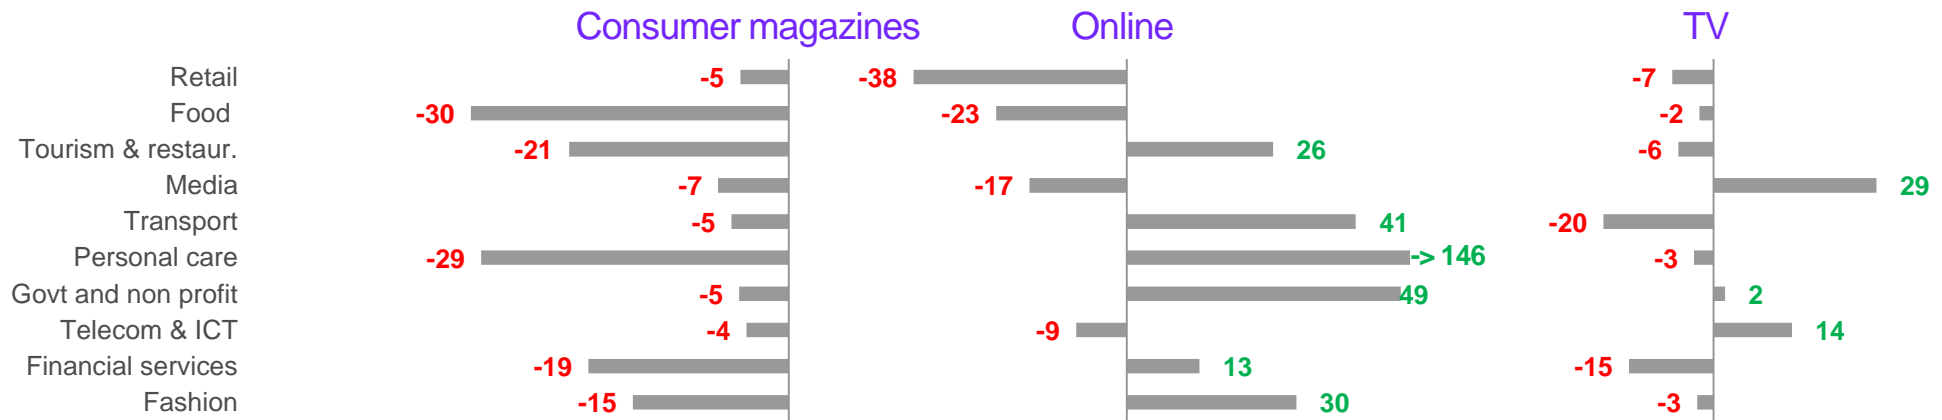 Consumer magazines Online TV
Retail -5 -38 -7
Food -30 -23 -2
Tourism & restaur. -21 26 -6
Media -7 -17 29
Transport -5 41 -20
Personal care -29 -> 146 -3
Govt and non profit -5 49 2
Telecom & ICT -4 -9 14
Financial services -19 13 -15
Fashion -15 30 -3